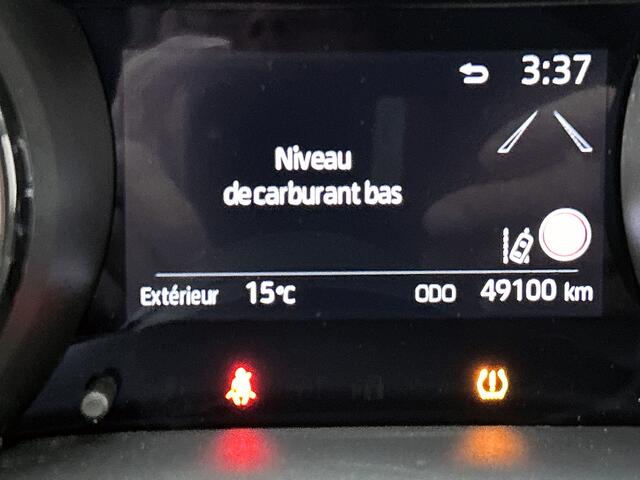 3:37
Niveau
de carburant bas
Extérieur 15°C ODO 49100 km